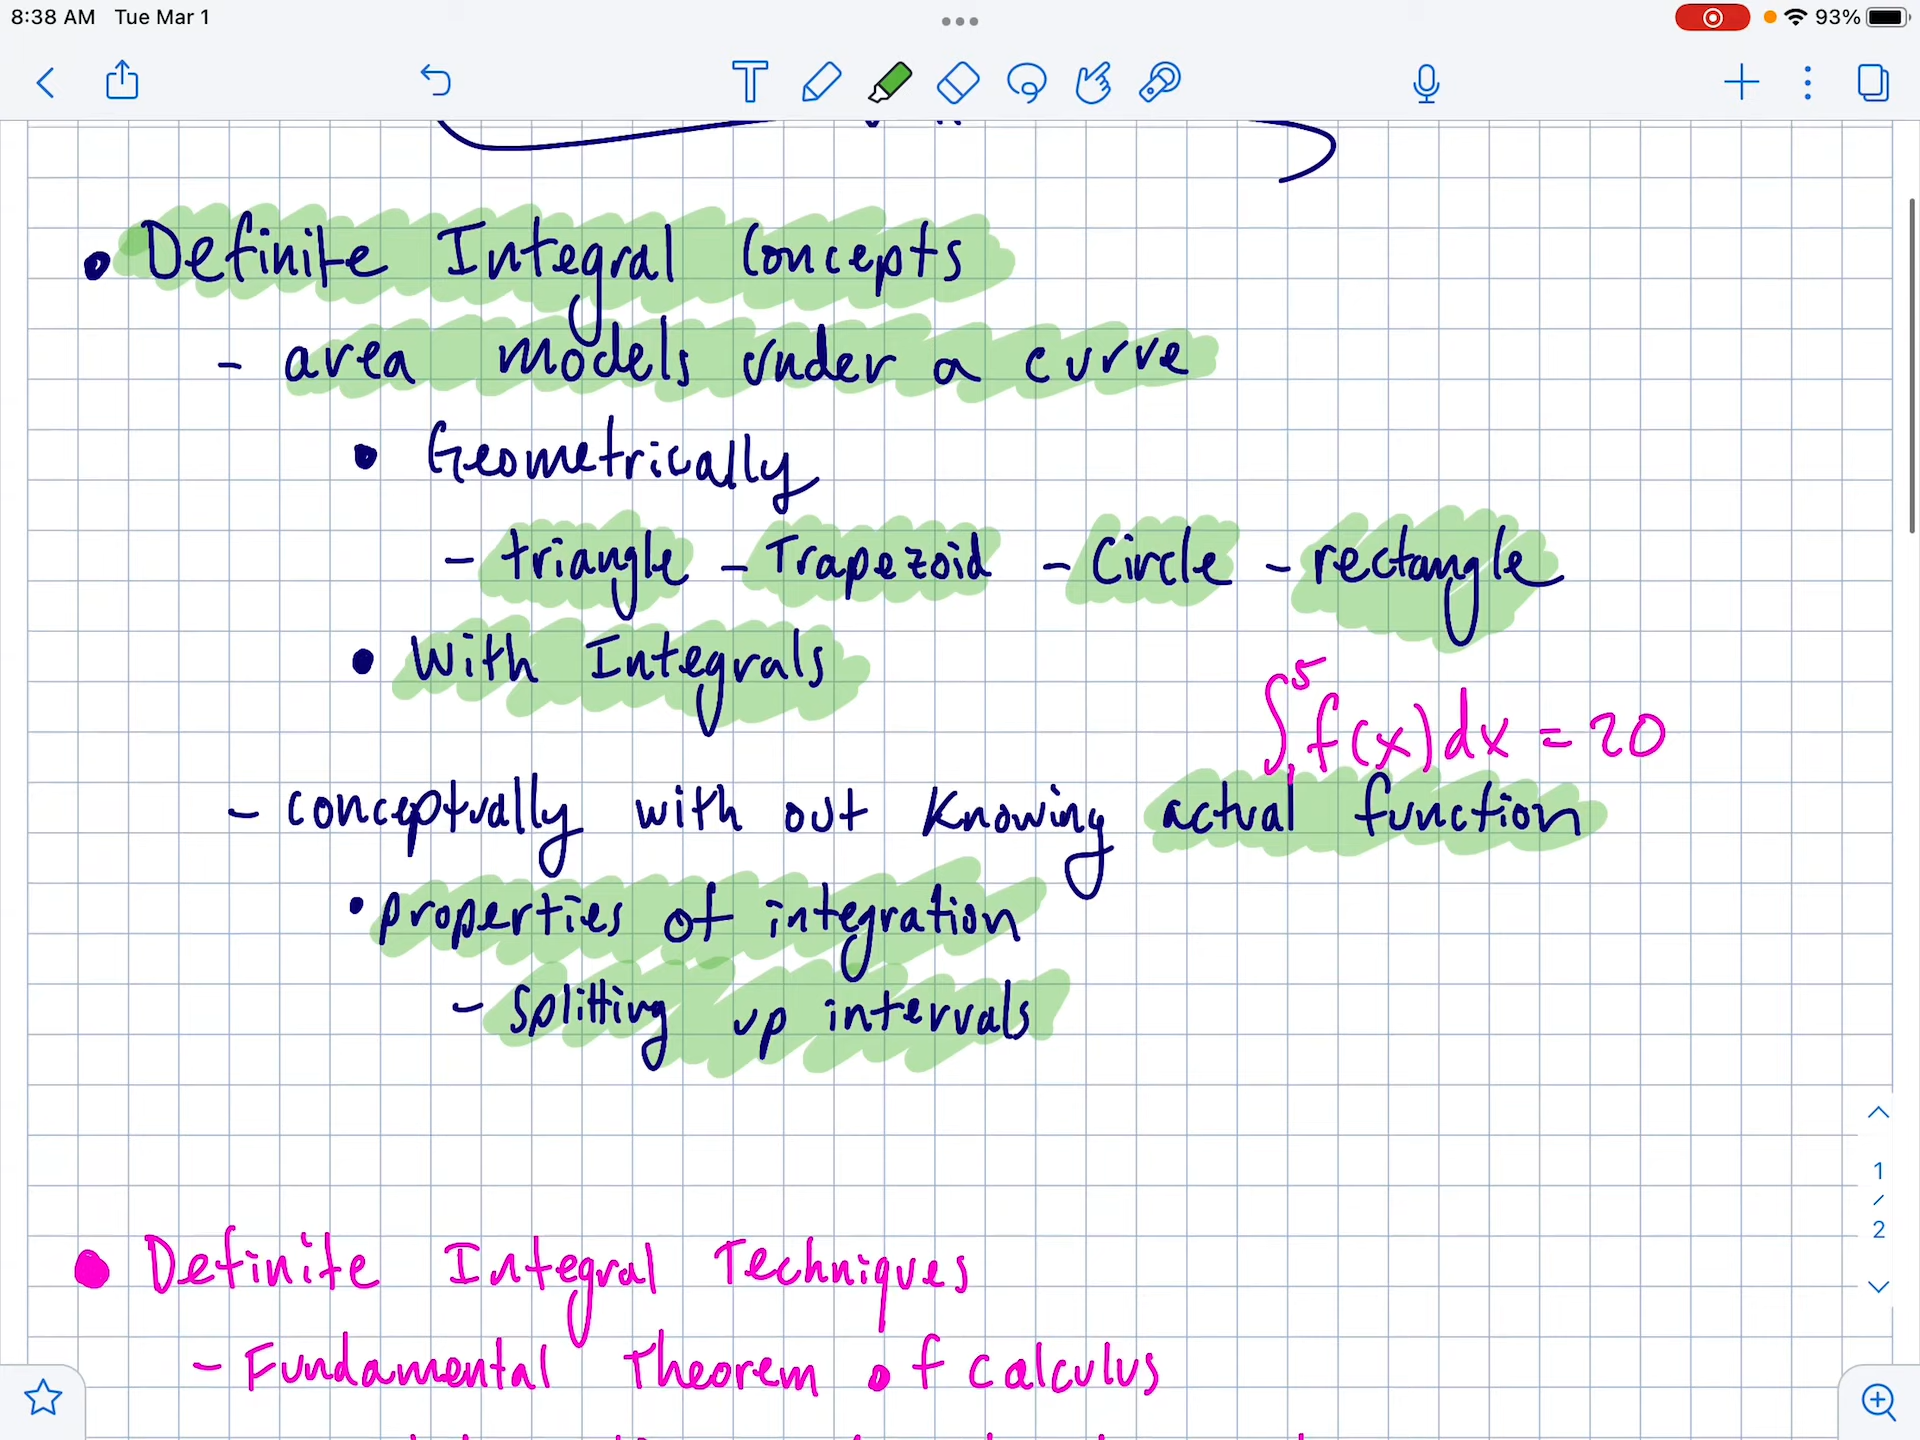 8:38 AM Tue Mar 1
93%
• Definite Integral Concepts
- area models under a curve
• Geometrically
- triangle - Trapezoid - Circle - rectangle
• With Integrals
∫₁⁵ f(x)dx = 20
- conceptually with out knowing actual function
• properties of integration
- splitting up intervals
1
/
2
• Definite Integral Techniques
- Fundamental Theorem of Calculus